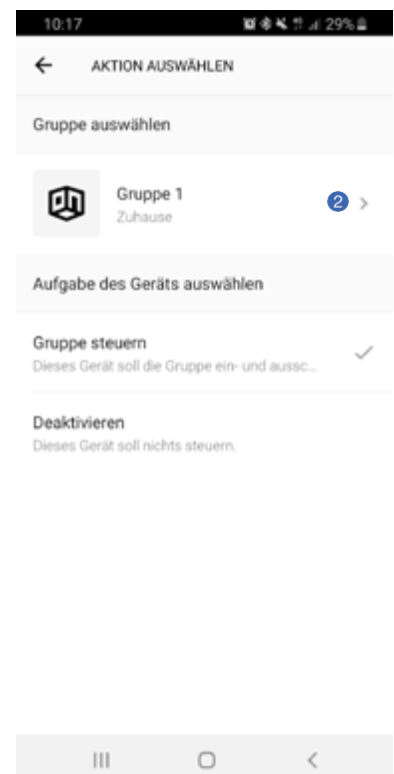 10:17 29%
AKTION AUSWÄHLEN
Gruppe auswählen
Gruppe 1
2
Zuhause
Aufgabe des Geräts auswählen
Gruppe steuern
Dieses Gerät soll die Gruppe ein- und aussc...
Deaktivieren
Dieses Gerät soll nichts steuern.